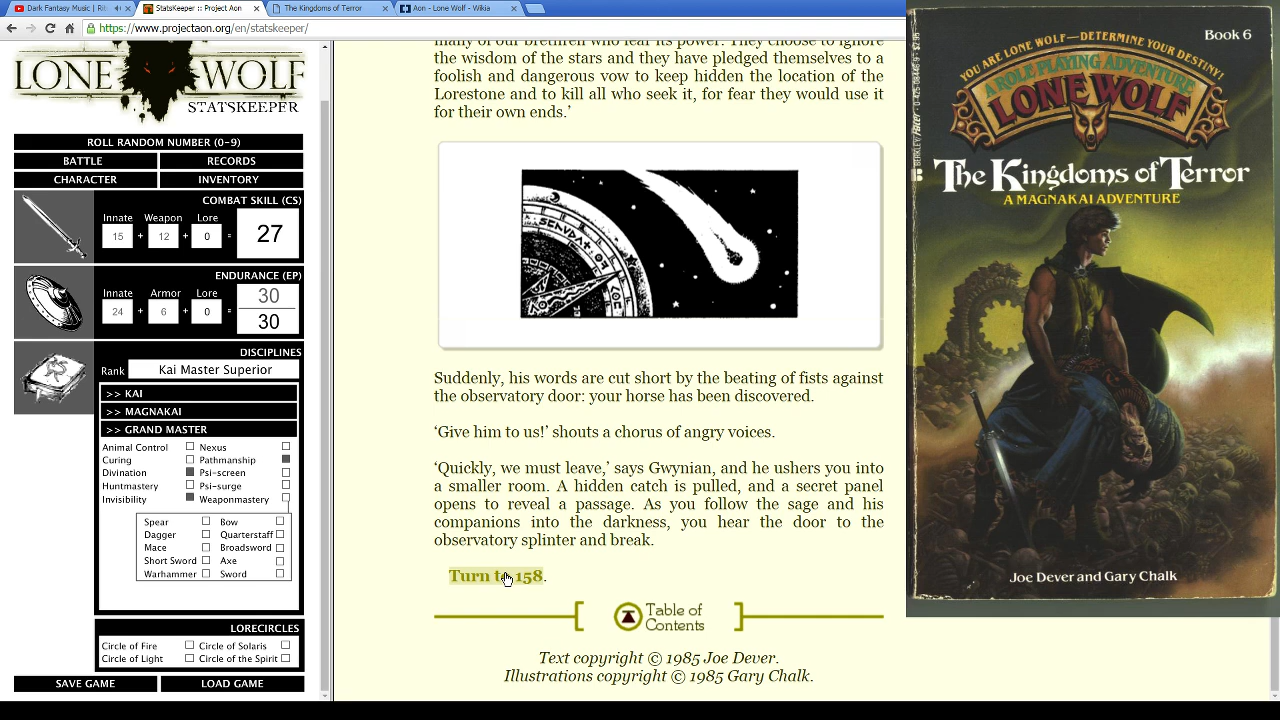 Dark Fantasy Music | Rib
StatsKeeper :: Project Aon
The Kingdoms of Terror
Aon - Lone Wolf - Wikia
https://www.projectaon.org/en/statskeeper/
LONE WOLF
STATSKEEPER
ROLL RANDOM NUMBER (0-9)
BATTLE
RECORDS
CHARACTER
INVENTORY
COMBAT SKILL (CS)
Innate Weapon Lore
15 + 12 + 0 = 27
ENDURANCE (EP)
Innate Armor Lore 30
24 + 6 + 0 = 30
DISCIPLINES
Rank Kai Master Superior
>> KAI
>> MAGNAKAI
>> GRAND MASTER
Animal Control Nexus
Curing Pathmanship
Divination Psi-screen
Huntmastery Psi-surge
Invisibility Weaponmastery
Spear Bow
Dagger Quarterstaff
Mace Broadsword
Short Sword Axe
Warhammer Sword
LORECIRCLES
Circle of Fire Circle of Solaris
Circle of Light Circle of the Spirit
SAVE GAME LOAD GAME
many of our brethren who fear its power. They choose to ignore
the wisdom of the stars and they have pledged themselves to a
foolish and dangerous vow to keep hidden the location of the
Lorestone and to kill all who seek it, for fear they would use it
for their own ends.’
Suddenly, his words are cut short by the beating of fists against
the observatory door: your horse has been discovered.
‘Give him to us!’ shouts a chorus of angry voices.
‘Quickly, we must leave,’ says Gwynian, and he ushers you into
a smaller room. A hidden catch is pulled, and a secret panel
opens to reveal a passage. As you follow the sage and his
companions into the darkness, you hear the door to the
observatory splinter and break.
Turn to 158.
Table of
Contents
Text copyright © 1985 Joe Dever.
Illustrations copyright © 1985 Gary Chalk.
Book 6
YOU ARE LONE WOLF—DETERMINE YOUR DESTINY!
A ROLE PLAYING ADVENTURE
LONE WOLF
The Kingdoms of Terror
A MAGNAKAI ADVENTURE
Joe Dever and Gary Chalk